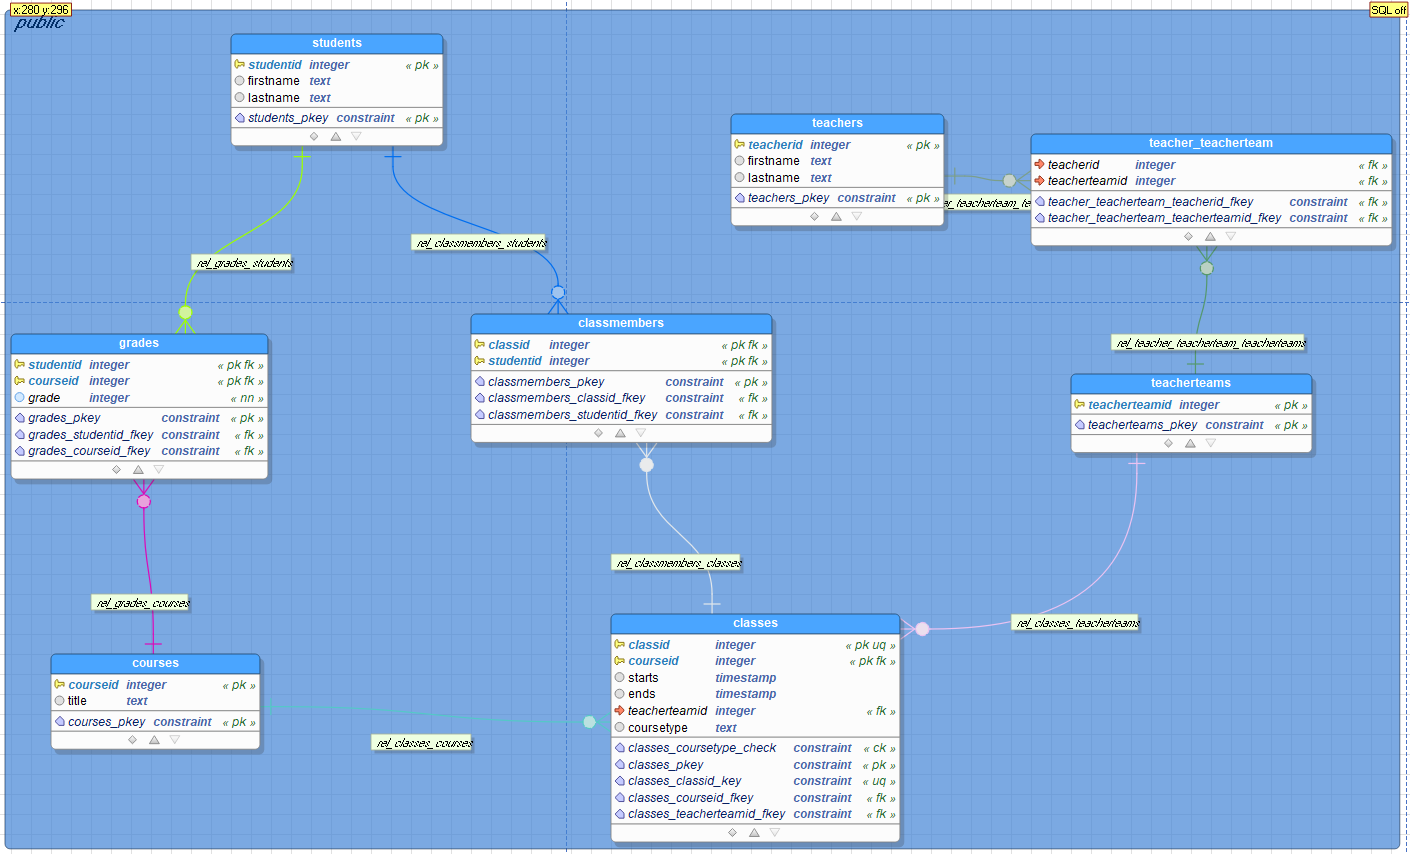 x:280 y:296
SQL off
public
students
studentid integer « pk »
firstname text
lastname text
students_pkey constraint « pk »
teachers
teacherid integer « pk »
firstname text
lastname text
teachers_pkey constraint « pk »
teacher_teacherteam
teacherid integer « fk »
teacherteamid integer « fk »
teacher_teacherteam_teacherid_fkey constraint « fk »
teacher_teacherteam_teacherteamid_fkey constraint « fk »
er_teacherteam_te
rel_grades_students
rel_classmembers_students
rel_teacher_teacherteam_teacherteams
grades
studentid integer « pk fk »
courseid integer « pk fk »
grade integer « nn »
grades_pkey constraint « pk »
grades_studentid_fkey constraint « fk »
grades_courseid_fkey constraint « fk »
classmembers
classid integer « pk fk »
studentid integer « pk fk »
classmembers_pkey constraint « pk »
classmembers_classid_fkey constraint « fk »
classmembers_studentid_fkey constraint « fk »
teacherteams
teacherteamid integer « pk »
teacherteams_pkey constraint « pk »
rel_classmembers_classes
rel_grades_courses
rel_classes_teacherteams
courses
courseid integer « pk »
title text
courses_pkey constraint « pk »
rel_classes_courses
classes
classid integer « pk uq »
courseid integer « pk fk »
starts timestamp
ends timestamp
teacherteamid integer « fk »
coursetype text
classes_coursetype_check constraint « ck »
classes_pkey constraint « pk »
classes_classid_key constraint « uq »
classes_courseid_fkey constraint « fk »
classes_teacherteamid_fkey constraint « fk »